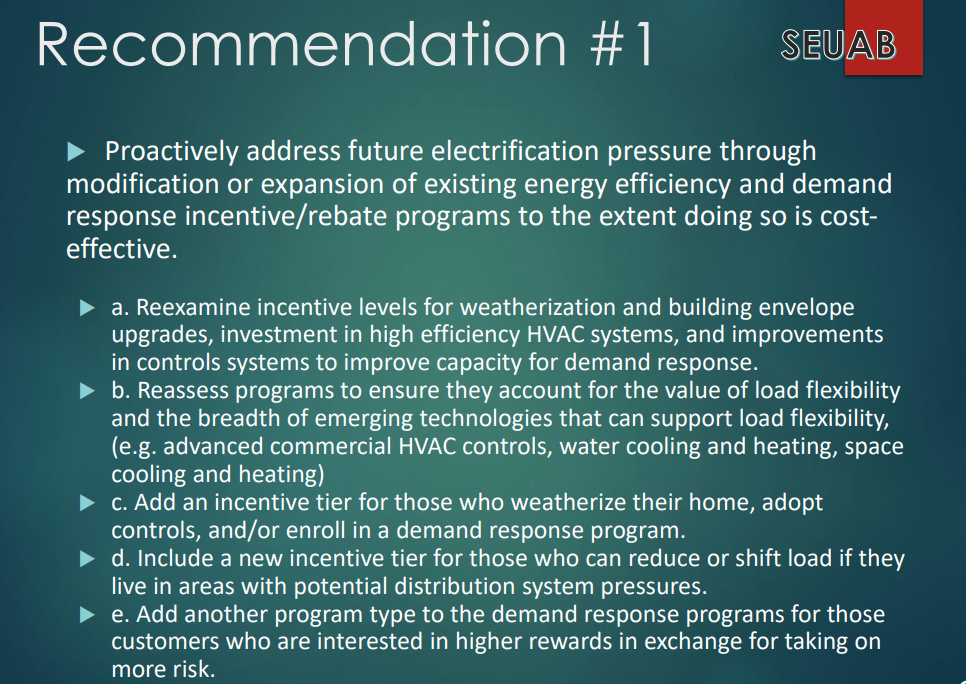 Recommendation #1
SEUAB
Proactively address future electrification pressure through
modification or expansion of existing energy efficiency and demand
response incentive/rebate programs to the extent doing so is cost-
effective.
a. Reexamine incentive levels for weatherization and building envelope
upgrades, investment in high efficiency HVAC systems, and improvements
in controls systems to improve capacity for demand response.
b. Reassess programs to ensure they account for the value of load flexibility
and the breadth of emerging technologies that can support load flexibility,
(e.g. advanced commercial HVAC controls, water cooling and heating, space
cooling and heating)
c. Add an incentive tier for those who weatherize their home, adopt
controls, and/or enroll in a demand response program.
d. Include a new incentive tier for those who can reduce or shift load if they
live in areas with potential distribution system pressures.
e. Add another program type to the demand response programs for those
customers who are interested in higher rewards in exchange for taking on
more risk.